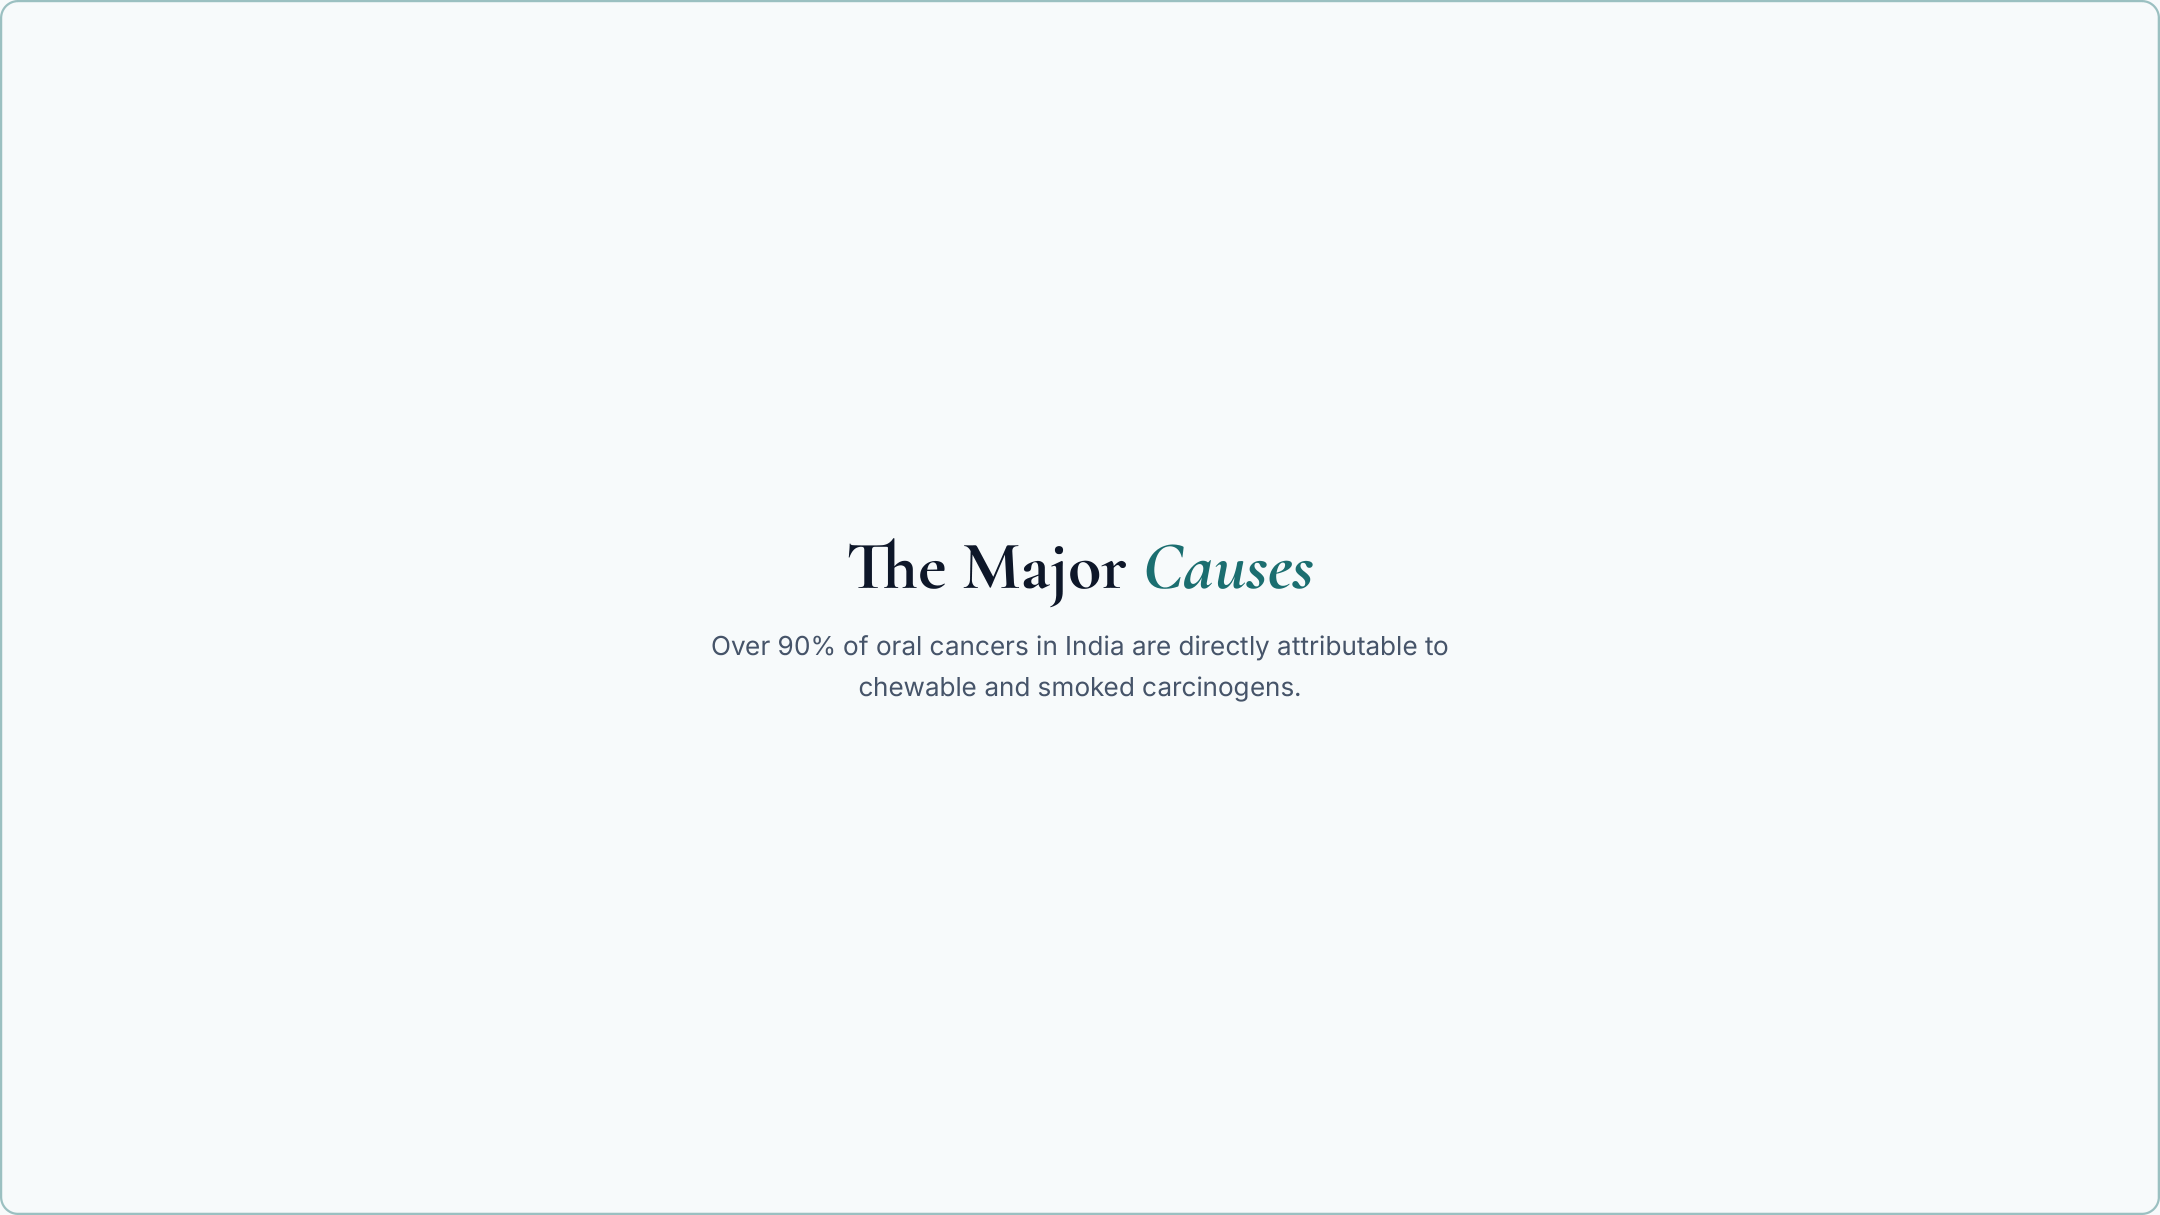 The Major Causes
Over 90% of oral cancers in India are directly attributable to
chewable and smoked carcinogens.